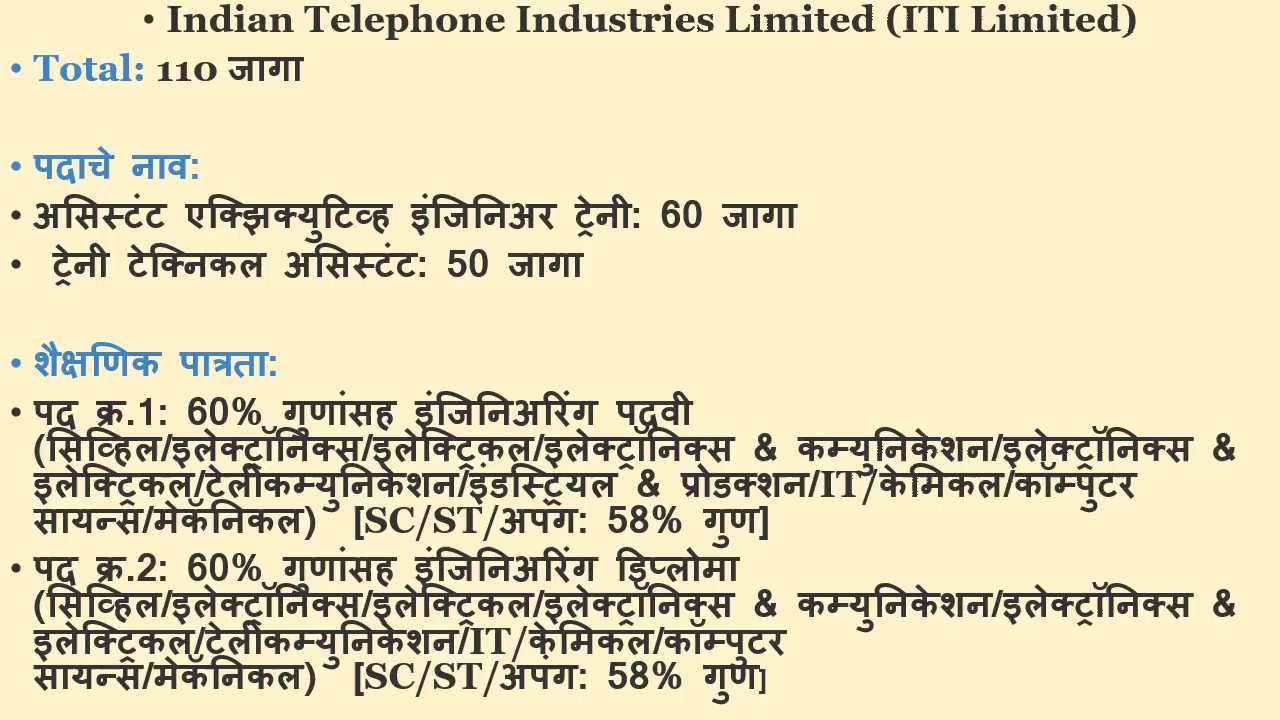 • Indian Telephone Industries Limited (ITI Limited)
• Total: 110 जागा
• पदाचे नाव:
• असिस्टंट एक्झिक्युटिव्ह इंजिनिअर ट्रेनी: 60 जागा
• ट्रेनी टेक्निकल असिस्टंट: 50 जागा
• शैक्षणिक पात्रता:
• पद क्र.1: 60% गुणांसह इंजिनिअरिंग पदवी
(सिव्हिल/इलेक्ट्रॉनिक्स/इलेक्ट्रिकल/इलेक्ट्रॉनिक्स & कम्युनिकेशन/इलेक्ट्रॉनिक्स &
इलेक्ट्रिकल/टेलीकम्युनिकेशन/इंडस्ट्रियल & प्रोडक्शन/IT/केमिकल/कॉम्पुटर
सायन्स/मेकॅनिकल) [SC/ST/अपंग: 58% गुण]
• पद क्र.2: 60% गुणांसह इंजिनिअरिंग डिप्लोमा
(सिव्हिल/इलेक्ट्रॉनिक्स/इलेक्ट्रिकल/इलेक्ट्रॉनिक्स & कम्युनिकेशन/इलेक्ट्रॉनिक्स &
इलेक्ट्रिकल/टेलीकम्युनिकेशन/IT/केमिकल/कॉम्पुटर
सायन्स/मेकॅनिकल) [SC/ST/अपंग: 58% गुण]